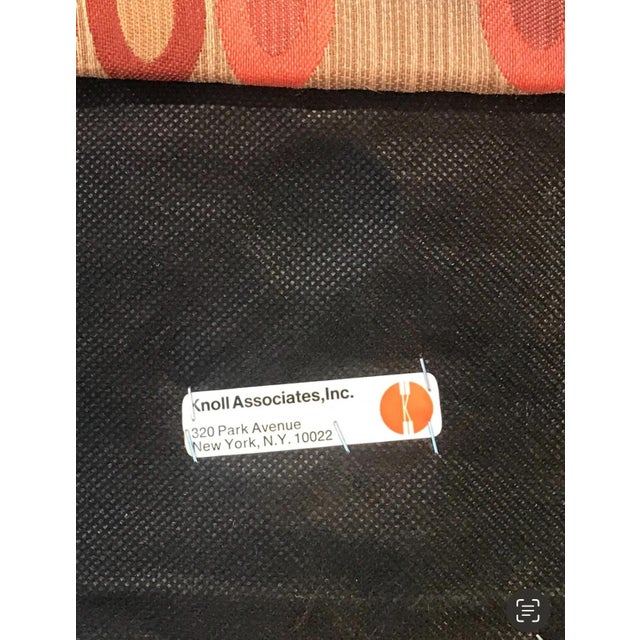 Knoll Associates,Inc.
320 Park Avenue
New York, N.Y. 10022